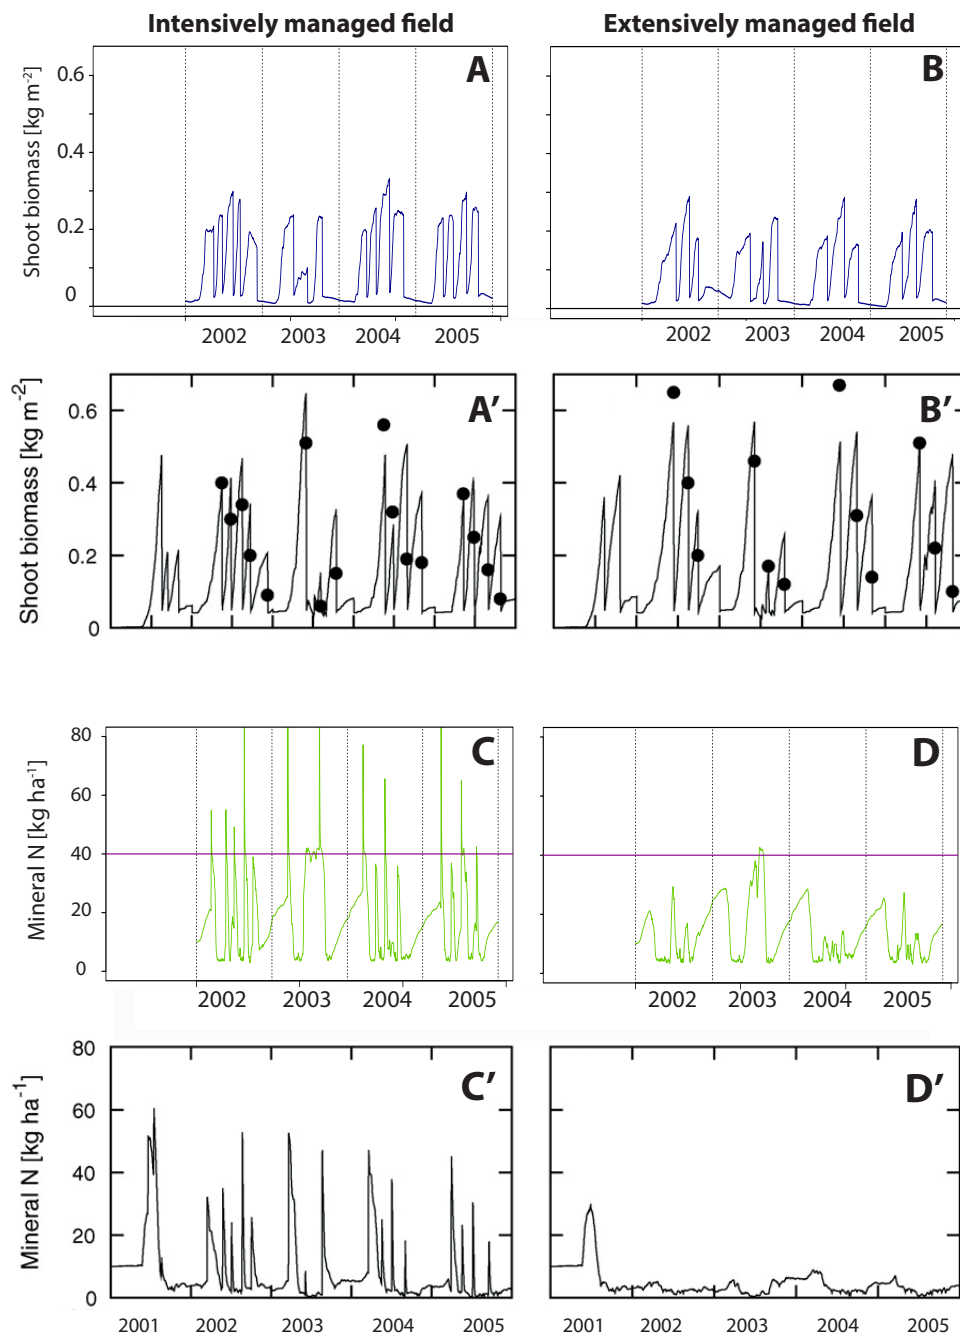 Intensively managed field
Extensively managed field
A
B
Shoot biomass [kg m-2]
0.6
0.4
0.2
0
2002 2003 2004 2005
2002 2003 2004 2005
A’
B’
Shoot biomass [kg m-2]
0.6
0.4
0.2
0
C
D
Mineral N [kg ha-1]
80
60
40
20
0
2002 2003 2004 2005
2002 2003 2004 2005
C’
D’
Mineral N [kg ha-1]
80
60
40
20
0
2001 2002 2003 2004 2005
2001 2002 2003 2004 2005